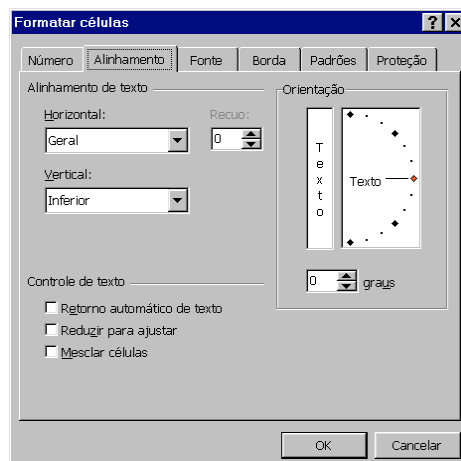 Formatar células
Número Alinhamento Fonte Borda Padrões Proteção
Alinhamento de texto
Horizontal:
Recuo:
Geral
0
Vertical:
Inferior
Orientação
Texto
Texto
0 graus
Controle de texto
Retorno automático de texto
Reduzir para ajustar
Mesclar células
OK Cancelar